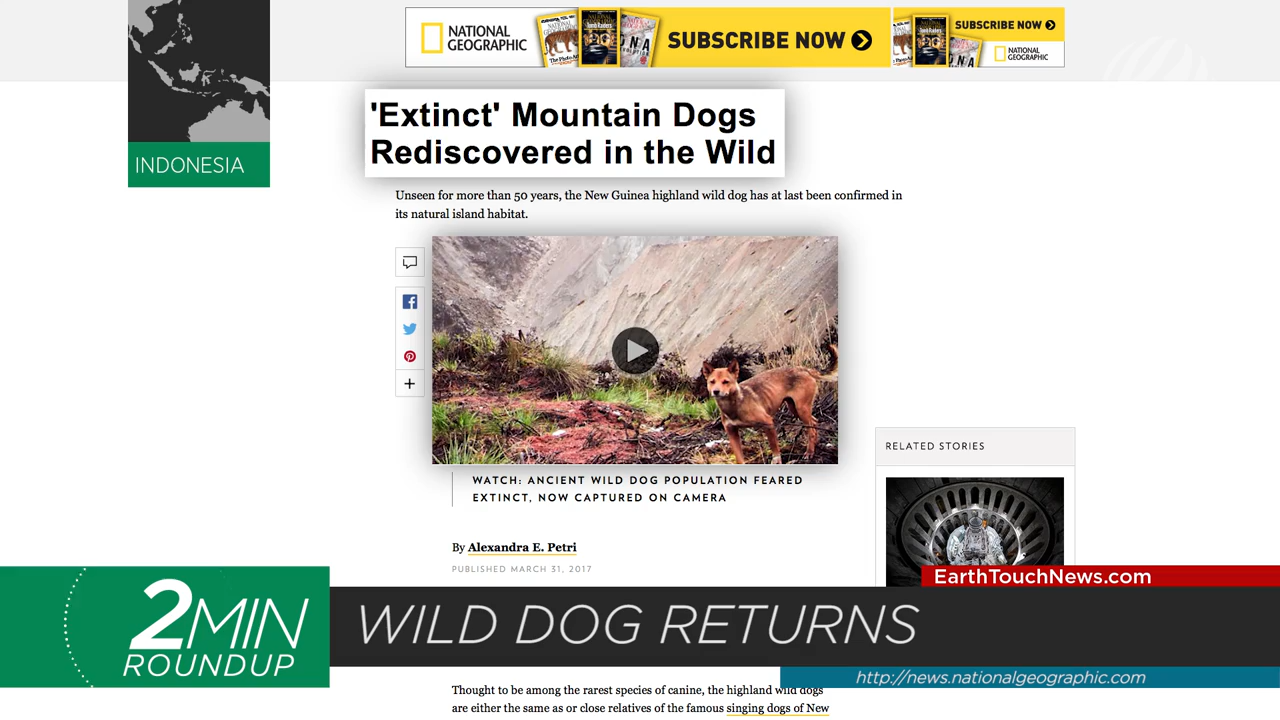 NATIONAL
GEOGRAPHIC
SUBSCRIBE NOW
SUBSCRIBE NOW
NATIONAL
GEOGRAPHIC
INDONESIA
'Extinct' Mountain Dogs
Rediscovered in the Wild
Unseen for more than 50 years, the New Guinea highland wild dog has at last been confirmed in
its natural island habitat.
WATCH: ANCIENT WILD DOG POPULATION FEARED
EXTINCT, NOW CAPTURED ON CAMERA
RELATED STORIES
By Alexandra E. Petri
PUBLISHED MARCH 31, 2017
EarthTouchNews.com
2MIN
ROUNDUP
WILD DOG RETURNS
http://news.nationalgeographic.com
Thought to be among the rarest species of canine, the highland wild dogs
are either the same as or close relatives of the famous singing dogs of New